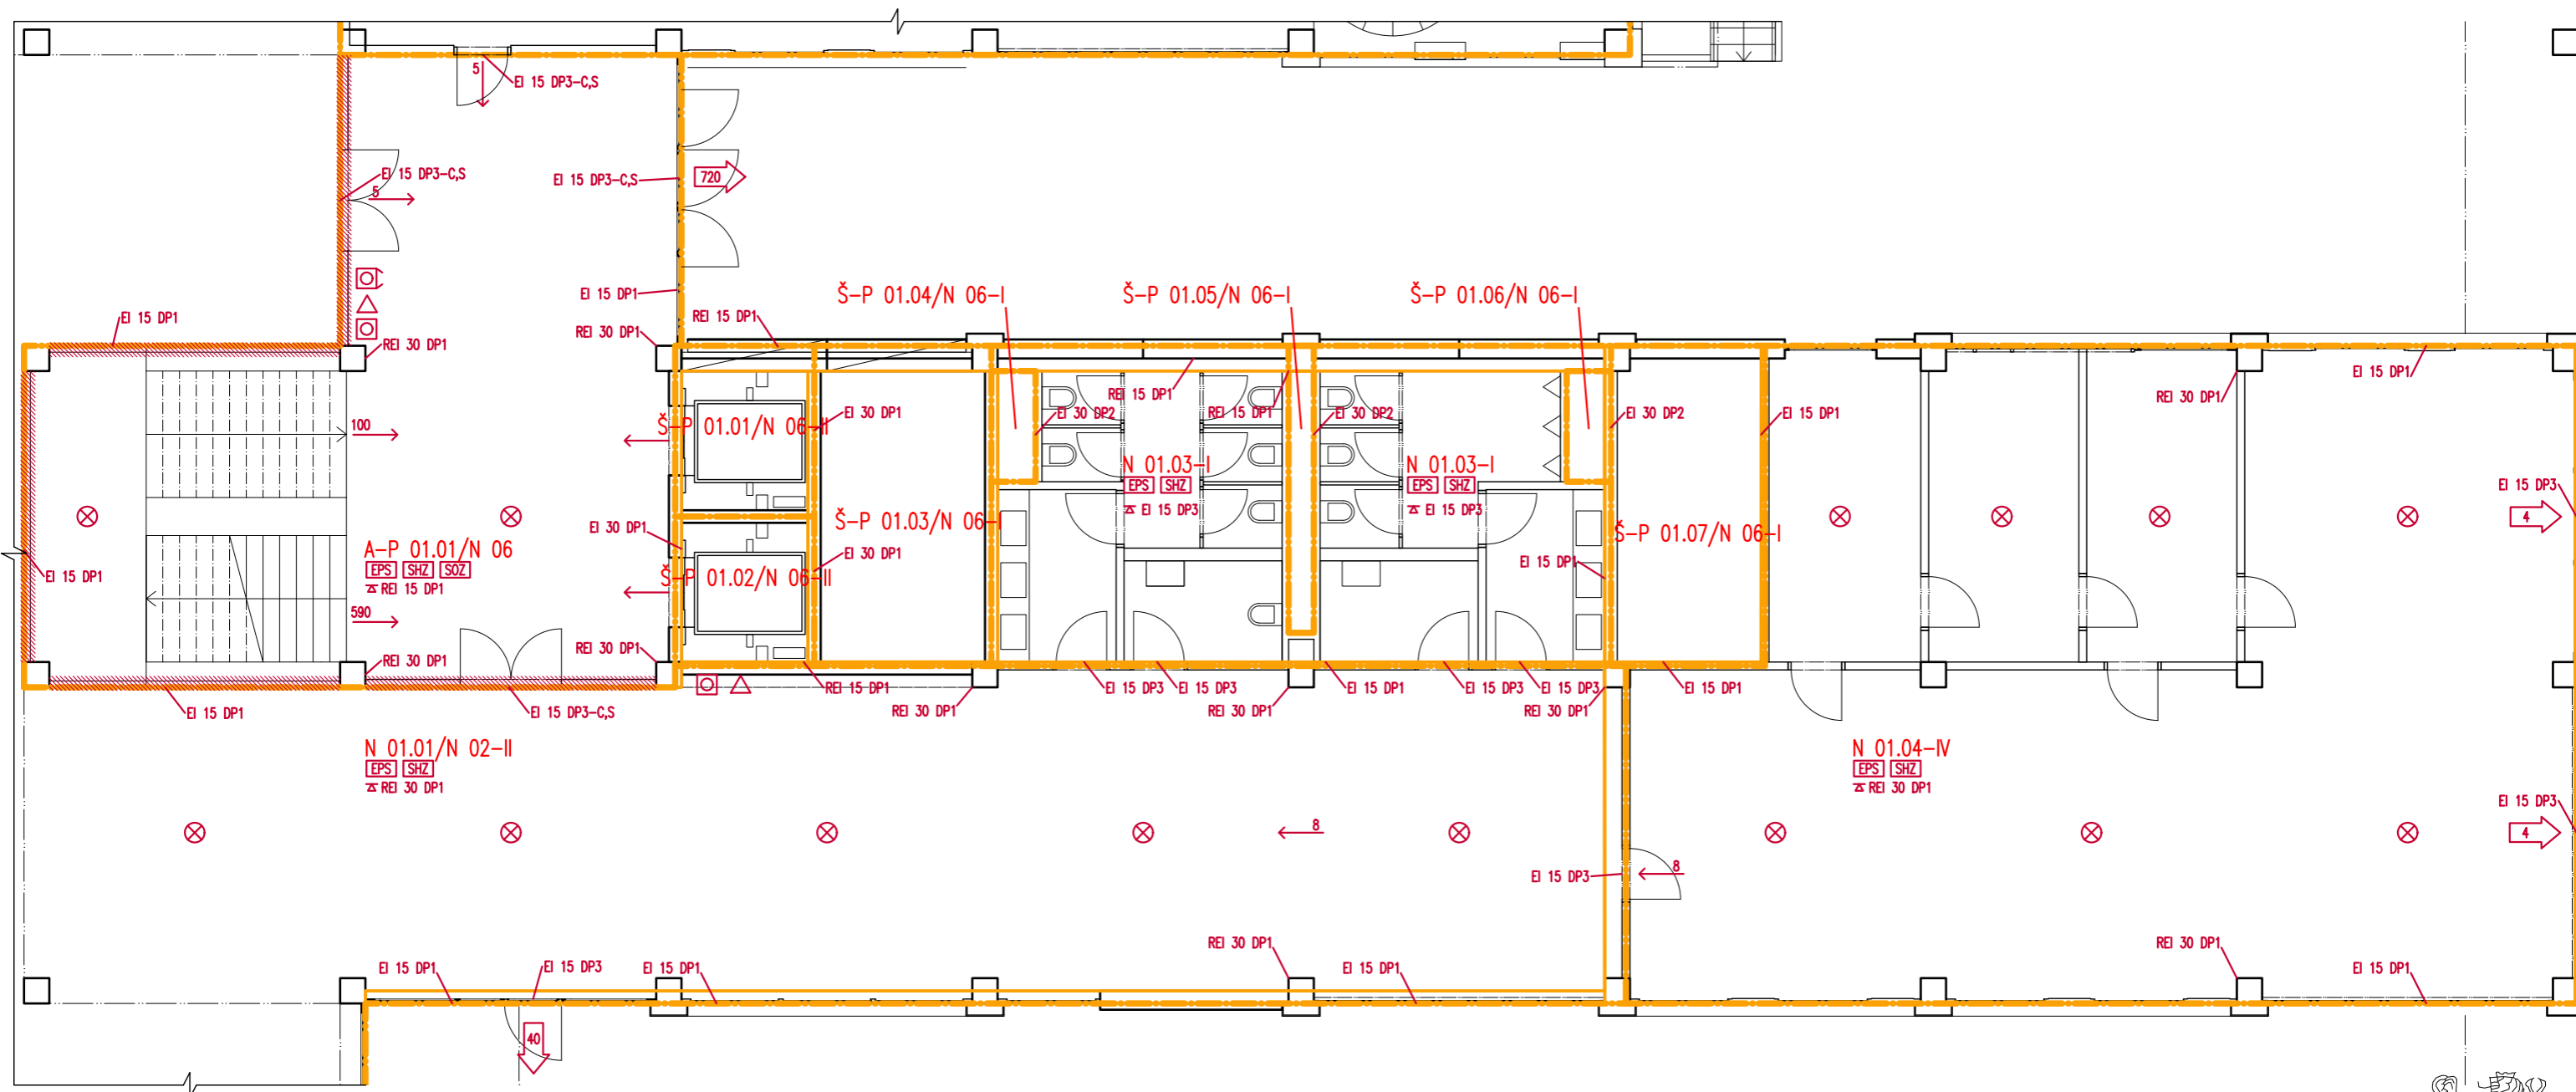 5
EI 15 DP3-C,S
EI 15 DP3-C,S
5
EI 15 DP3-C,S
720
EI 15 DP1
EI 15 DP1
REI 30 DP1
REI 30 DP1
REI 15 DP1
Š-P 01.04/N 06-I
Š-P 01.05/N 06-I
Š-P 01.06/N 06-I
EI 15 DP1
REI 15 DP1
REI 30 DP1
EI 30 DP1
EI 30 DP2
REI 15 DP1
EI 30 DP2
EI 30 DP2
EI 15 DP1
100
Š-P 01.01/N 06-II
N 01.03-I
EPS SHZ
EI 15 DP3
N 01.03-I
EPS SHZ
EI 15 DP3
EI 15 DP3
4
EI 30 DP1
Š-P 01.03/N 06-I
Š-P 01.07/N 06-I
A-P 01.01/N 06
EPS SHZ SOZ
REI 15 DP1
EI 30 DP1
EI 15 DP1
EI 15 DP1
Š-P 01.02/N 06-II
590
REI 30 DP1
REI 30 DP1
EI 15 DP1
EI 15 DP3-C,S
REI 15 DP1
REI 30 DP1
EI 15 DP3
EI 15 DP3
REI 30 DP1
EI 15 DP1
EI 15 DP3
EI 15 DP3
REI 30 DP1
EI 15 DP1
N 01.01/N 02-II
EPS SHZ
REI 30 DP1
N 01.04-IV
EPS SHZ
REI 30 DP1
8
EI 15 DP3
4
EI 15 DP3
8
EI 15 DP1
EI 15 DP3
EI 15 DP1
REI 30 DP1
EI 15 DP1
REI 30 DP1
EI 15 DP1
40